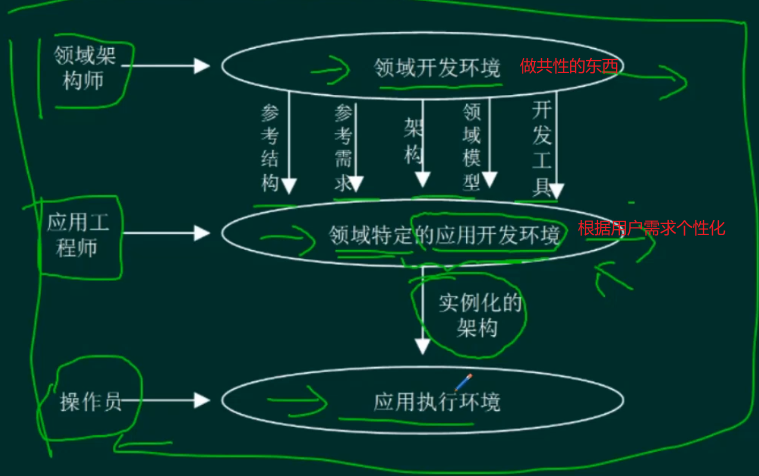 领域架
构师
领域开发环境
做共性的东西
参考结构
参考需求
架构
领域模型
开发工具
应用工
程师
领域特定的应用开发环境
根据用户需求个性化
实例化的
架构
操作员
应用执行环境